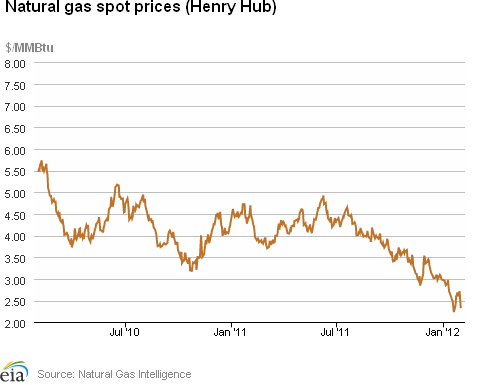 Natural gas spot prices (Henry Hub)
$/MMBtu
8.00
7.50
7.00
6.50
6.00
5.50
5.00
4.50
4.00
3.50
3.00
2.50
2.00
Jul '10
Jan '11
Jul '11
Jan '12
eia
Source: Natural Gas Intelligence